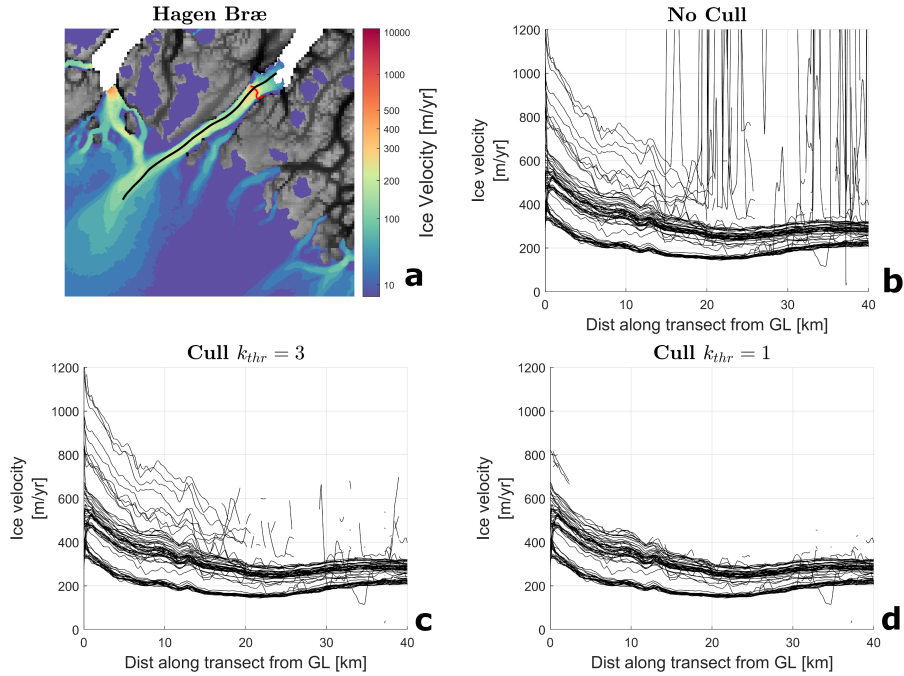 Hagen Bræ
10000
1000
500
400
300
200
100
10
Ice Velocity [m/yr]
a
No Cull
1200
1000
800
600
400
200
0
Ice velocity
[m/yr]
0 10 20 30 40
Dist along transect from GL [km]
b
Cull k_thr = 3
1200
1000
800
600
400
200
0
Ice velocity
[m/yr]
0 10 20 30 40
Dist along transect from GL [km]
c
Cull k_thr = 1
1200
1000
800
600
400
200
0
Ice velocity
[m/yr]
0 10 20 30 40
Dist along transect from GL [km]
d